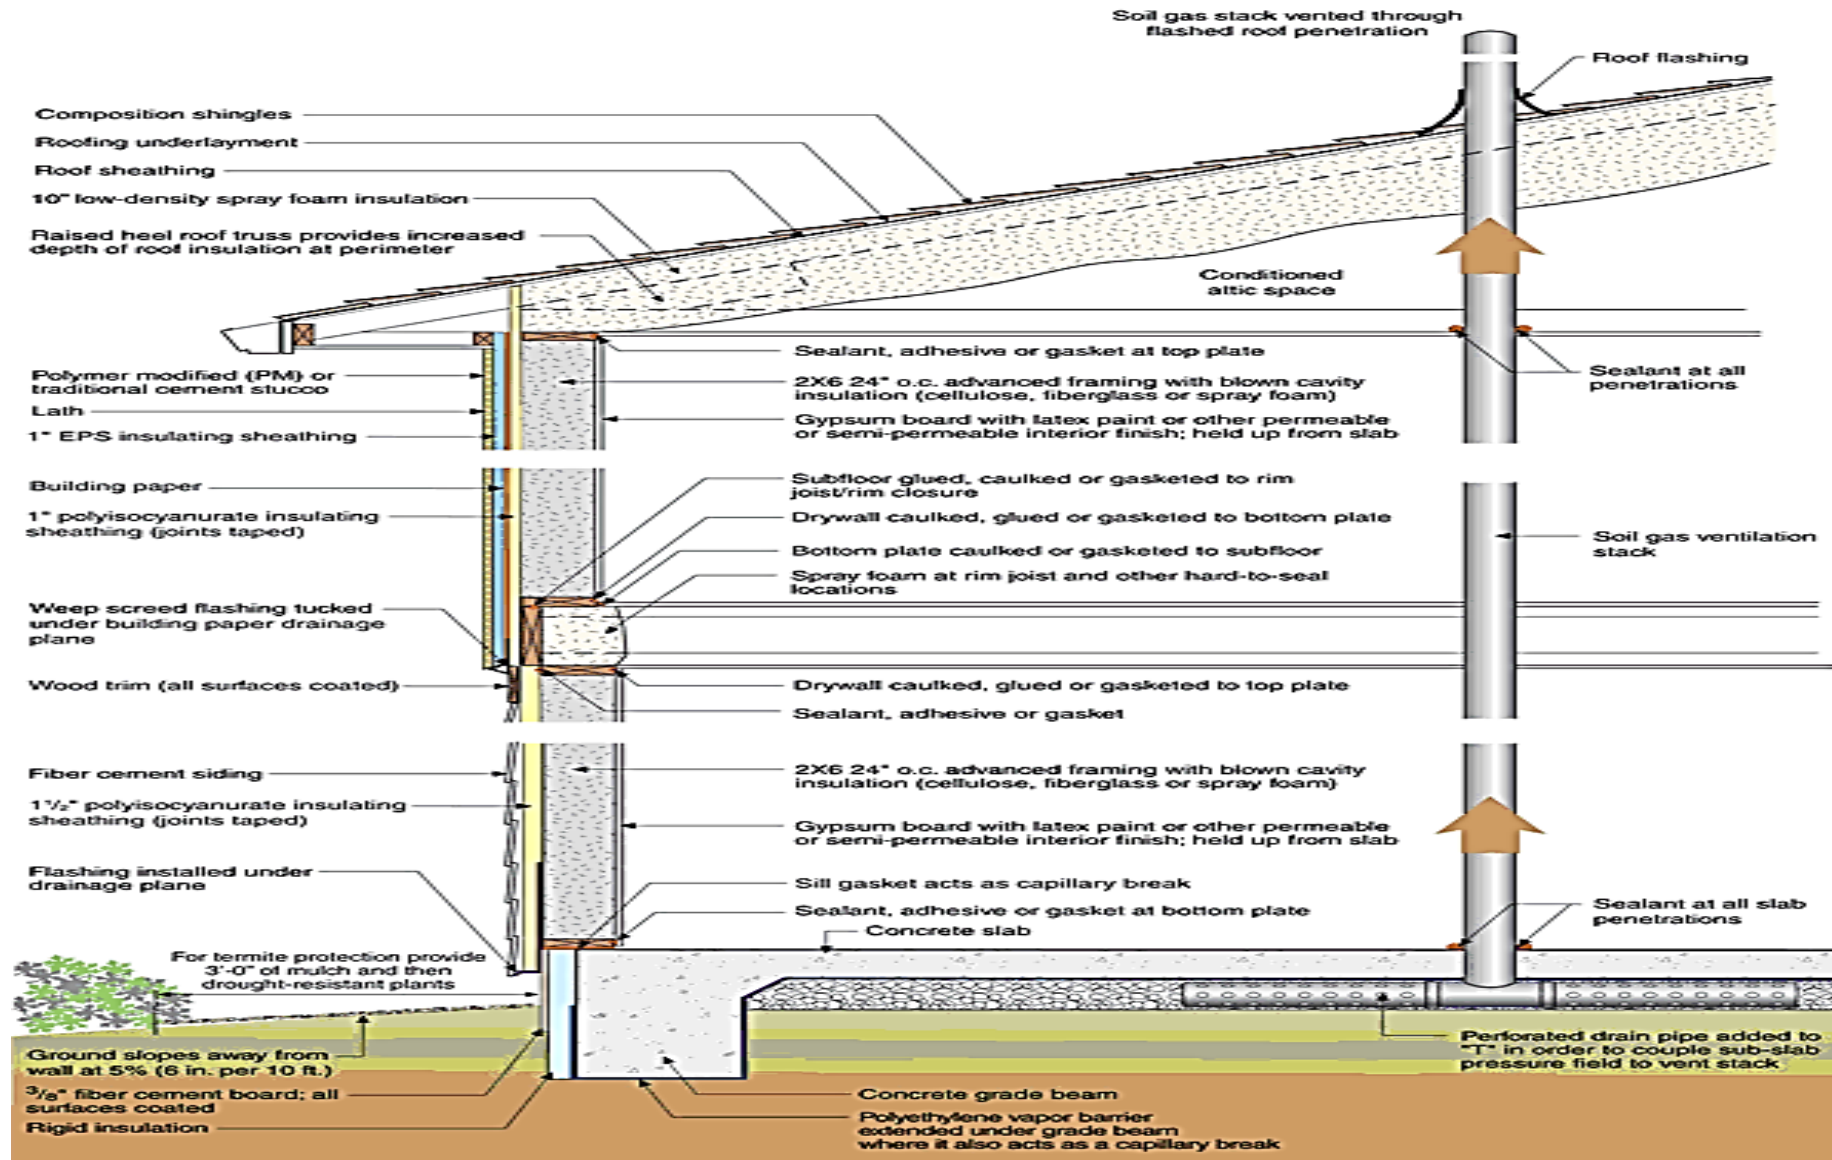 Soil gas stack vented through
flashed roof penetration
Roof flashing
Composition shingles
Roofing underlayment
Roof sheathing
10" low-density spray foam insulation
Raised heel roof truss provides increased
depth of roof insulation at perimeter
Conditioned
attic space
Sealant, adhesive or gasket at top plate
Polymer modified (PM) or
traditional cement stucco
2X6 24" o.c. advanced framing with blown cavity
insulation (cellulose, fiberglass or spray foam)
Sealant at all
penetrations
Lath
Gypsum board with latex paint or other permeable
or semi-permeable interior finish; held up from slab
1" EPS insulating sheathing
Building paper
Subfloor glued, caulked or gasketed to rim
joist/rim closure
1" polyisocyanurate insulating
sheathing (joints taped)
Drywall caulked, glued or gasketed to bottom plate
Soil gas ventilation
stack
Bottom plate caulked or gasketed to subfloor
Spray foam at rim joist and other hard-to-seal
locations
Weep screed flashing tucked
under building paper drainage
plane
Wood trim (all surfaces coated)
Drywall caulked, glued or gasketed to top plate
Sealant, adhesive or gasket
Fiber cement siding
2X6 24" o.c. advanced framing with blown cavity
insulation (cellulose, fiberglass or spray foam)
1½" polyisocyanurate insulating
sheathing (joints taped)
Gypsum board with latex paint or other permeable
or semi-permeable interior finish; held up from slab
Flashing installed under
drainage plane
Sill gasket acts as capillary break
Sealant, adhesive or gasket at bottom plate
Concrete slab
Sealant at all slab
penetrations
For termite protection provide
3'-0" of mulch and then
drought-resistant plants
Ground slopes away from
wall at 5% (6 in. per 10 ft.)
Perforated drain pipe added to
"T" in order to couple sub-slab
pressure field to vent stack
3/8" fiber cement board; all
surfaces coated
Concrete grade beam
Rigid insulation
Polyethylene vapor barrier
extended under grade beam
where it also acts as a capillary break